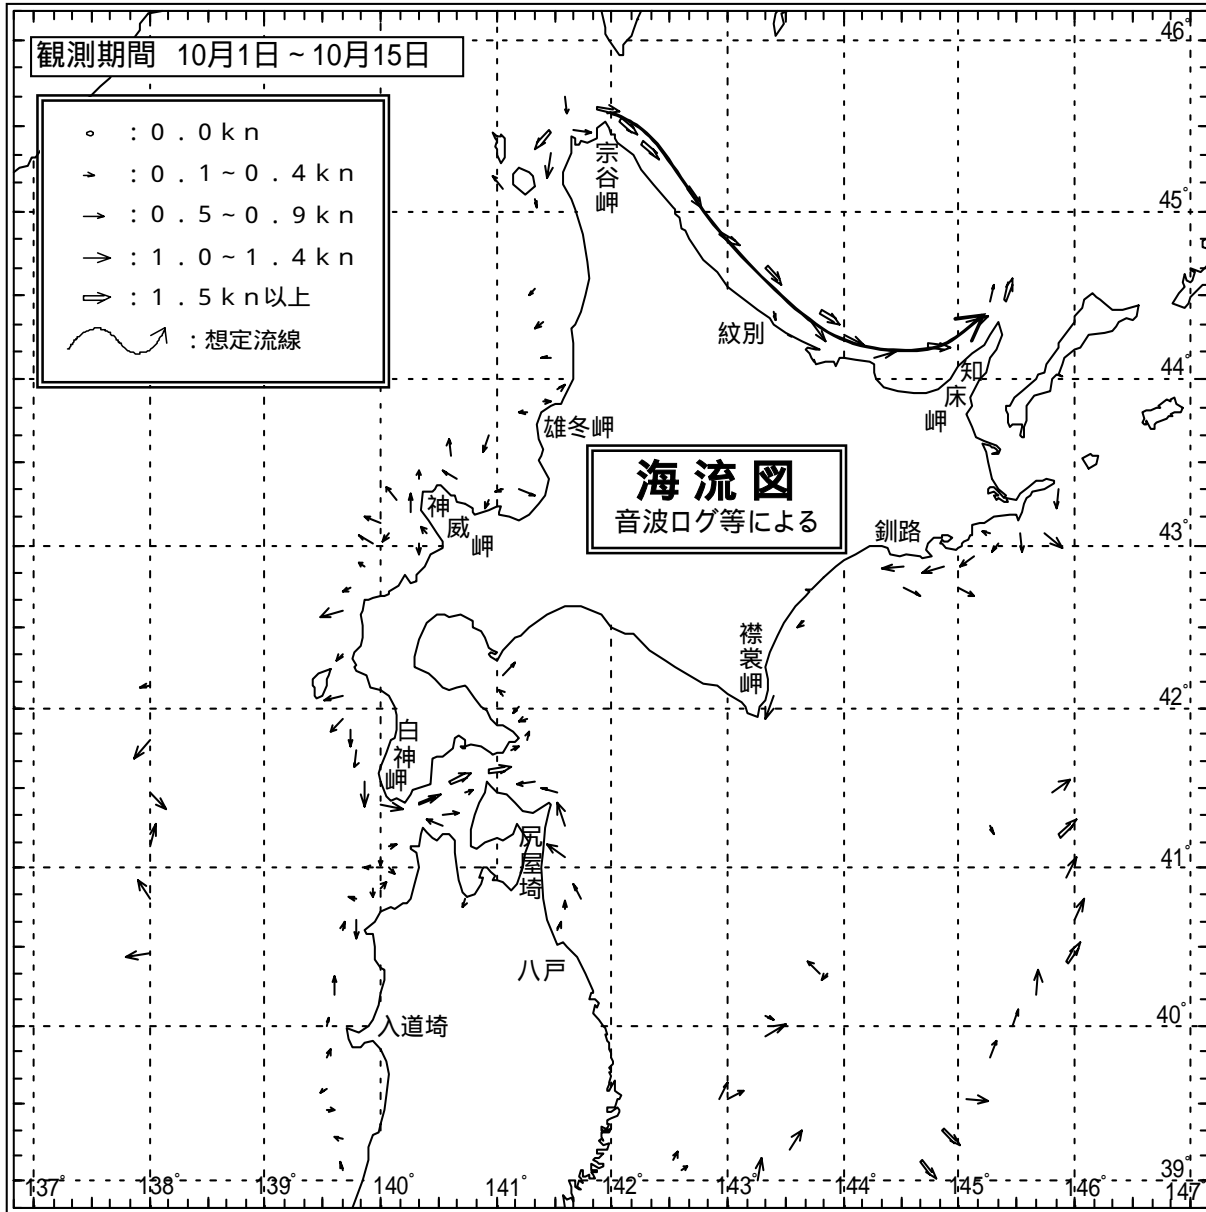 観測期間 10月1日～10月15日
：0．0kn
：0．1～0．4kn
：0．5～0．9kn
：1．0～1．4kn
：1．5kn以上
：想定流線
宗谷岬
紋別
知床岬
雄冬岬
海流図
音波ログ等による
神威岬
釧路
襟裳岬
白神岬
尻屋埼
八戸
入道埼
46°
45°
44°
43°
42°
41°
40°
39°
137°
138°
139°
140°
141°
142°
143°
144°
145°
146°
147°